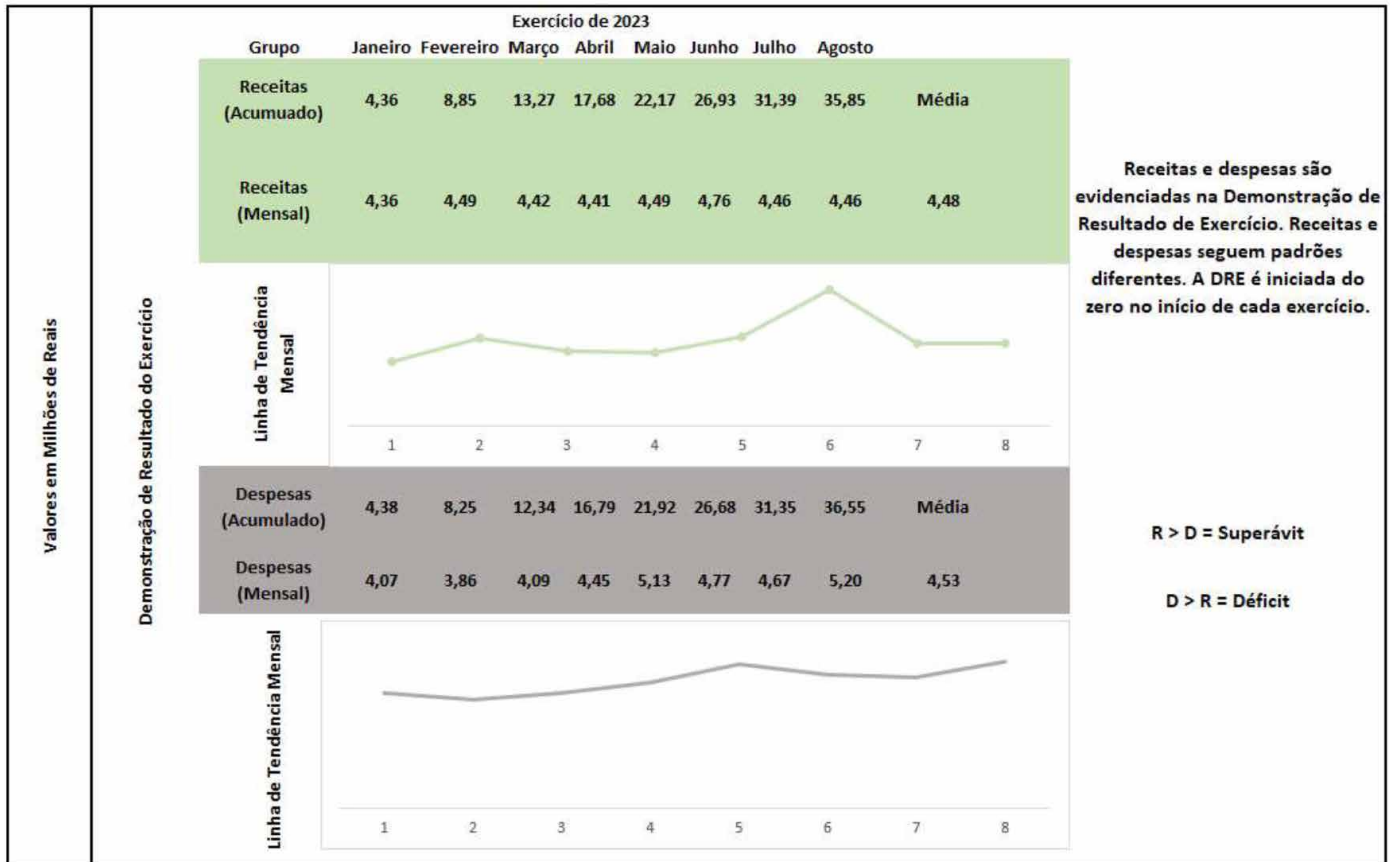 Exercício de 2023
Grupo Janeiro Fevereiro Março Abril Maio Junho Julho Agosto
Receitas
(Acumuado) 4,36 8,85 13,27 17,68 22,17 26,93 31,39 35,85 Média
Receitas
(Mensal) 4,36 4,49 4,42 4,41 4,49 4,76 4,46 4,46 4,48
Linha de Tendência
Mensal
1 2 3 4 5 6 7 8
Despesas
(Acumulado) 4,38 8,25 12,34 16,79 21,92 26,68 31,35 36,55 Média
Despesas
(Mensal) 4,07 3,86 4,09 4,45 5,13 4,77 4,67 5,20 4,53
Linha de Tendência Mensal
1 2 3 4 5 6 7 8
Valores em Milhões de Reais
Demonstração de Resultado do Exercício
Receitas e despesas são
evidenciadas na Demonstração de
Resultado de Exercício. Receitas e
despesas seguem padrões
diferentes. A DRE é iniciada do
zero no início de cada exercício.
R > D = Superávit
D > R = Déficit